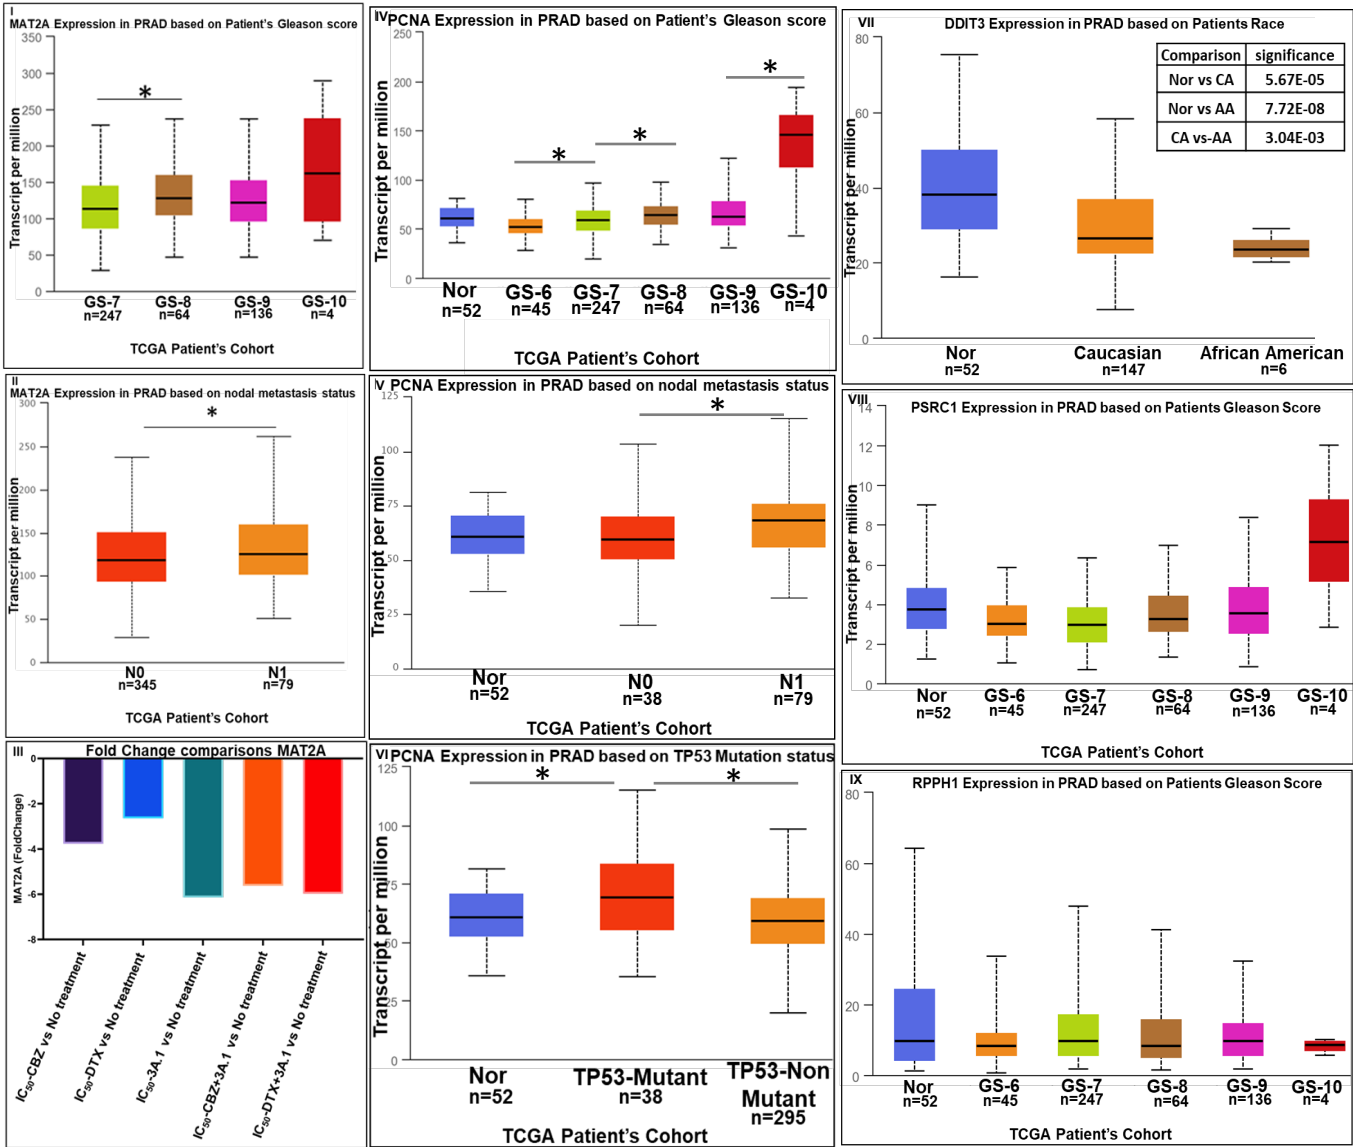 I
MAT2A Expression in PRAD based on Patient's Gleason score
Transcript per million
350
300
250
200
150
100
50
0
*
GS-7 GS-8 GS-9 GS-10
n=247 n=64 n=136 n=4
TCGA Patient's Cohort
II
MAT2A Expression in PRAD based on nodal metastasis status
Transcript per million
300
250
200
150
100
50
0
*
N0 N1
n=345 n=79
TCGA Patient's Cohort
III
Fold Change comparisons MAT2A
MAT2A (FoldChange)
0
-2
-4
-6
-8
IC50-CBZ vs No treatment
IC50-DTX vs No treatment
IC50-3A.1 vs No treatment
IC50-CBZ+3A.1 vs No treatment
IC50-DTX+3A.1 vs No treatment
IV PCNA Expression in PRAD based on Patient's Gleason score
Transcript per million
250
200
150
100
50
0
* * *
Nor GS-6 GS-7 GS-8 GS-9 GS-10
n=52 n=45 n=247 n=64 n=136 n=4
TCGA Patient's Cohort
V PCNA Expression in PRAD based on nodal metastasis status
Transcript per million
125
100
75
50
25
0
*
Nor N0 N1
n=52 n=38 n=79
TCGA Patient's Cohort
VI PCNA Expression in PRAD based on TP53 Mutation status
Transcript per million
125
100
75
50
25
0
* *
Nor TP53-Mutant TP53-Non
Mutant
n=52 n=38 n=295
TCGA Patient's Cohort
VII
DDIT3 Expression in PRAD based on Patients Race
Transcript per million
80
60
40
20
0
Comparison significance
Nor vs CA 5.67E-05
Nor vs AA 7.72E-08
CA vs-AA 3.04E-03
Nor Caucasian African American
n=52 n=147 n=6
VIII
PSRC1 Expression in PRAD based on Patients Gleason Score
Transcript per million
14
12
10
8
6
4
2
0
Nor GS-6 GS-7 GS-8 GS-9 GS-10
n=52 n=45 n=247 n=64 n=136 n=4
TCGA Patient's Cohort
IX
RPPH1 Expression in PRAD based on Patients Gleason Score
80
60
40
20
0
Nor GS-6 GS-7 GS-8 GS-9 GS-10
n=52 n=45 n=247 n=64 n=136 n=4
TCGA Patient's Cohort